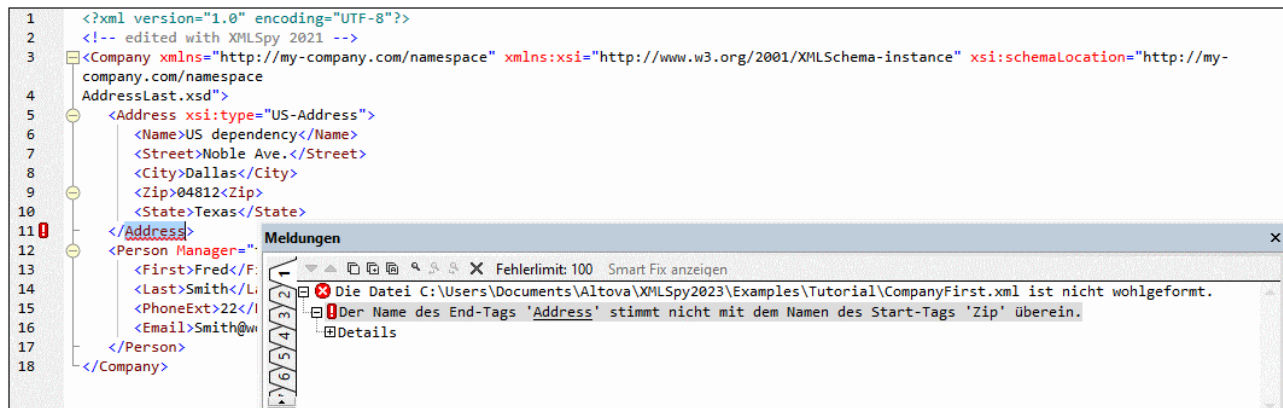 1 <?xml version="1.0" encoding="UTF-8"?>
2 <!-- edited with XMLSpy 2021 -->
3 <Company xmlns="http://my-company.com/namespace" xmlns:xsi="http://www.w3.org/2001/XMLSchema-instance" xsi:schemaLocation="http://my-
company.com/namespace
4 AddressLast.xsd">
5 <Address xsi:type="US-Address">
6 <Name>US dependency</Name>
7 <Street>Noble Ave.</Street>
8 <City>Dallas</City>
9 <Zip>04812<Zip>
10 <State>Texas</State>
11 </Address>
12 <Person Manager="
13 <First>Fred</Fi
14 <Last>Smith</La
15 <PhoneExt>22</
16 <Email>Smith@
17 </Person>
18 </Company>
Meldungen
Fehlerlimit: 100 Smart Fix anzeigen
Die Datei C:\Users\Documents\Altova\XMLSpy2023\Examples\Tutorial\CompanyFirst.xml ist nicht wohlgeformt.
Der Name des End-Tags 'Address' stimmt nicht mit dem Namen des Start-Tags 'Zip' überein.
Details
1
2
3
4
5
6